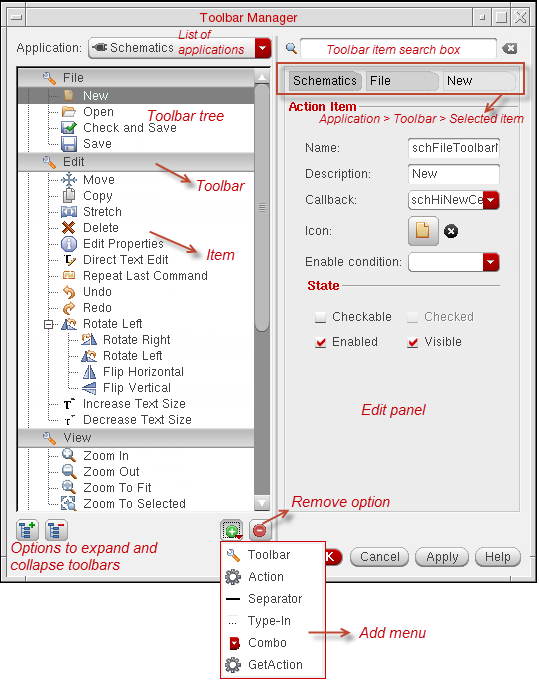 Toolbar Manager
Application:
Schematics
List of applications
Toolbar item search box
File
New
Open
Check and Save
Save
Toolbar tree
Edit
Move
Toolbar
Copy
Stretch
Delete
Edit Properties
Item
Direct Text Edit
Repeat Last Command
Undo
Redo
Rotate Left
Rotate Right
Rotate Left
Flip Horizontal
Flip Vertical
Increase Text Size
Decrease Text Size
View
Zoom In
Zoom Out
Zoom To Fit
Zoom To Selected
Options to expand and
collapse toolbars
Schematics File New
Action Item
Application > Toolbar > Selected item
Name: schFileToolbar
Description: New
Callback: schHiNewCe
Icon:
Enable condition:
State
Checkable Checked
Enabled Visible
Edit panel
Remove option
K Cancel Apply Help
Toolbar
Action
Separator
Type-In
Combo
GetAction
Add menu